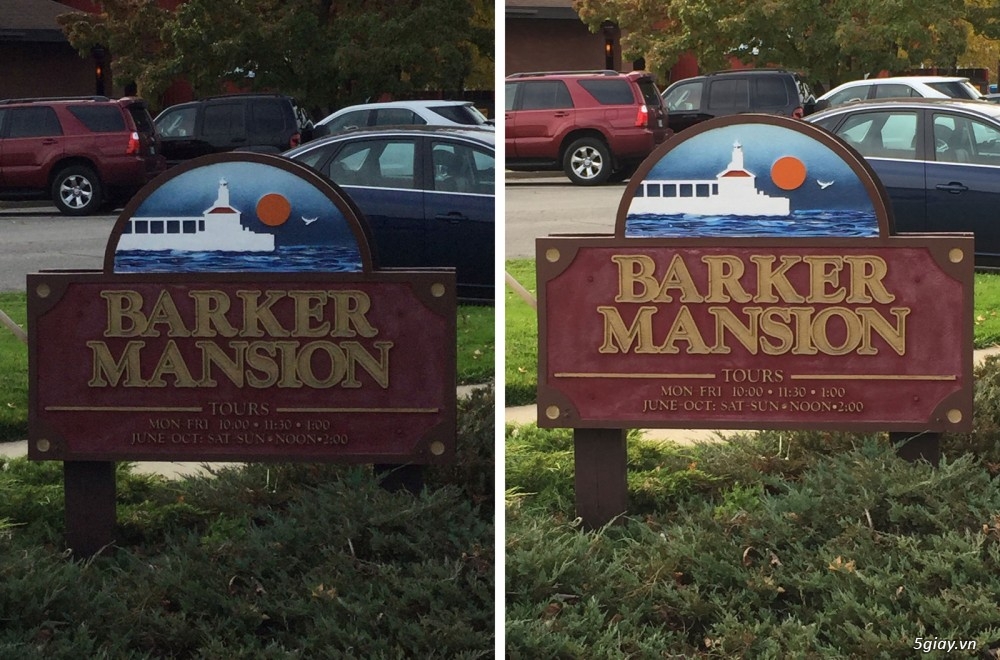 BARKER
MANSION
TOURS
MON-FRI 10:00 • 11:30 • 1:00
JUNE-OCT: SAT-SUN•NOON•2:00
BARKER
MANSION
TOURS
MON-FRI 10:00 • 11:30 • 1:00
JUNE-OCT: SAT-SUN•NOON•2:00
5giay.vn